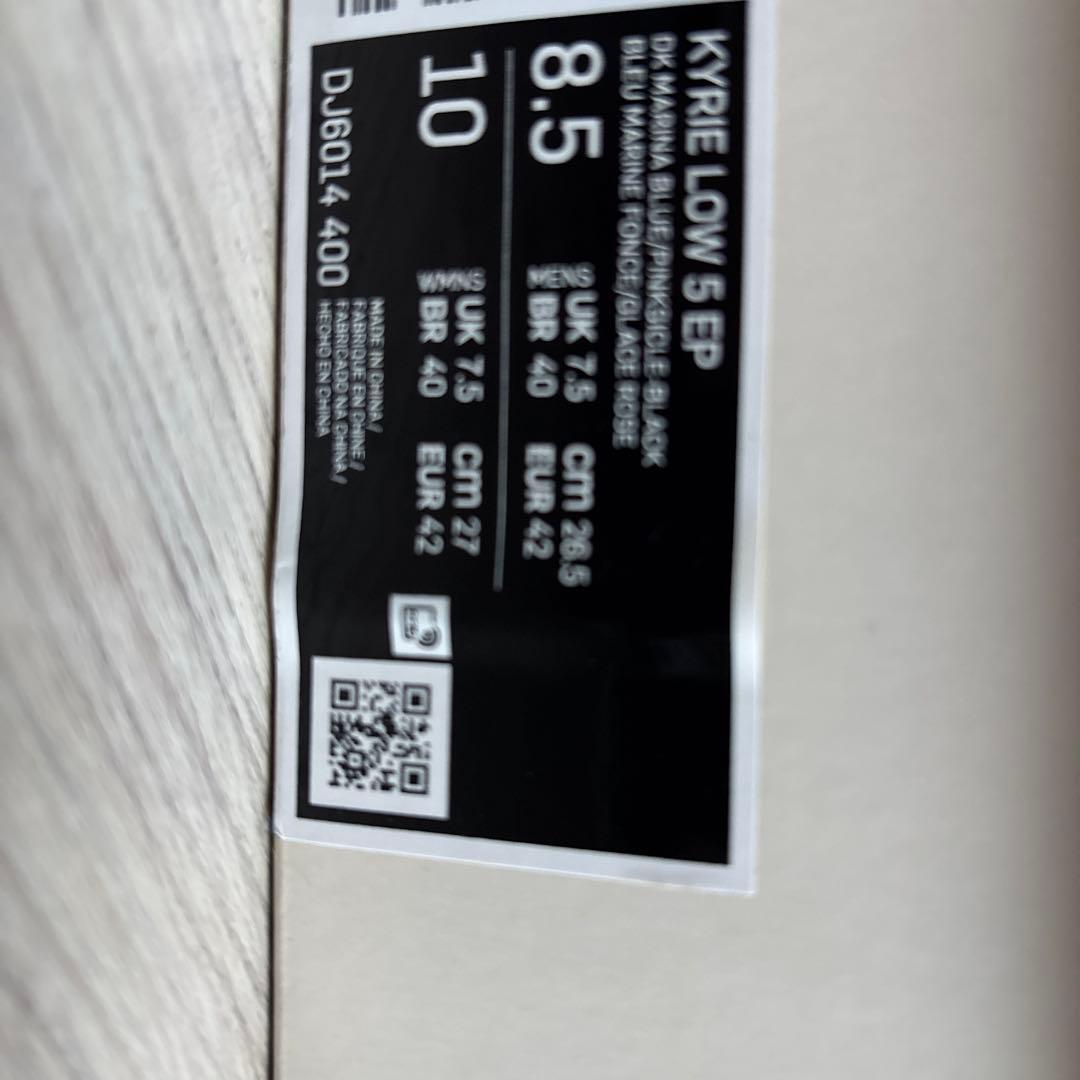 KYRIE LOW 5 EP
DK MARINA BLUE/PINKSICLE-BLACK
BLEU MARINE FONCE/GLACE ROSE
8.5 MENS UK 7.5 cm 26.5
BR 40 EUR 42
10 WMNS UK 7.5 cm 27
BR 40 EUR 42
DJ6014 400
MADE IN CHINA/
FABRIQUE EN CHINE/
FABRICADO NA CHINA/
HECHO EN CHINA